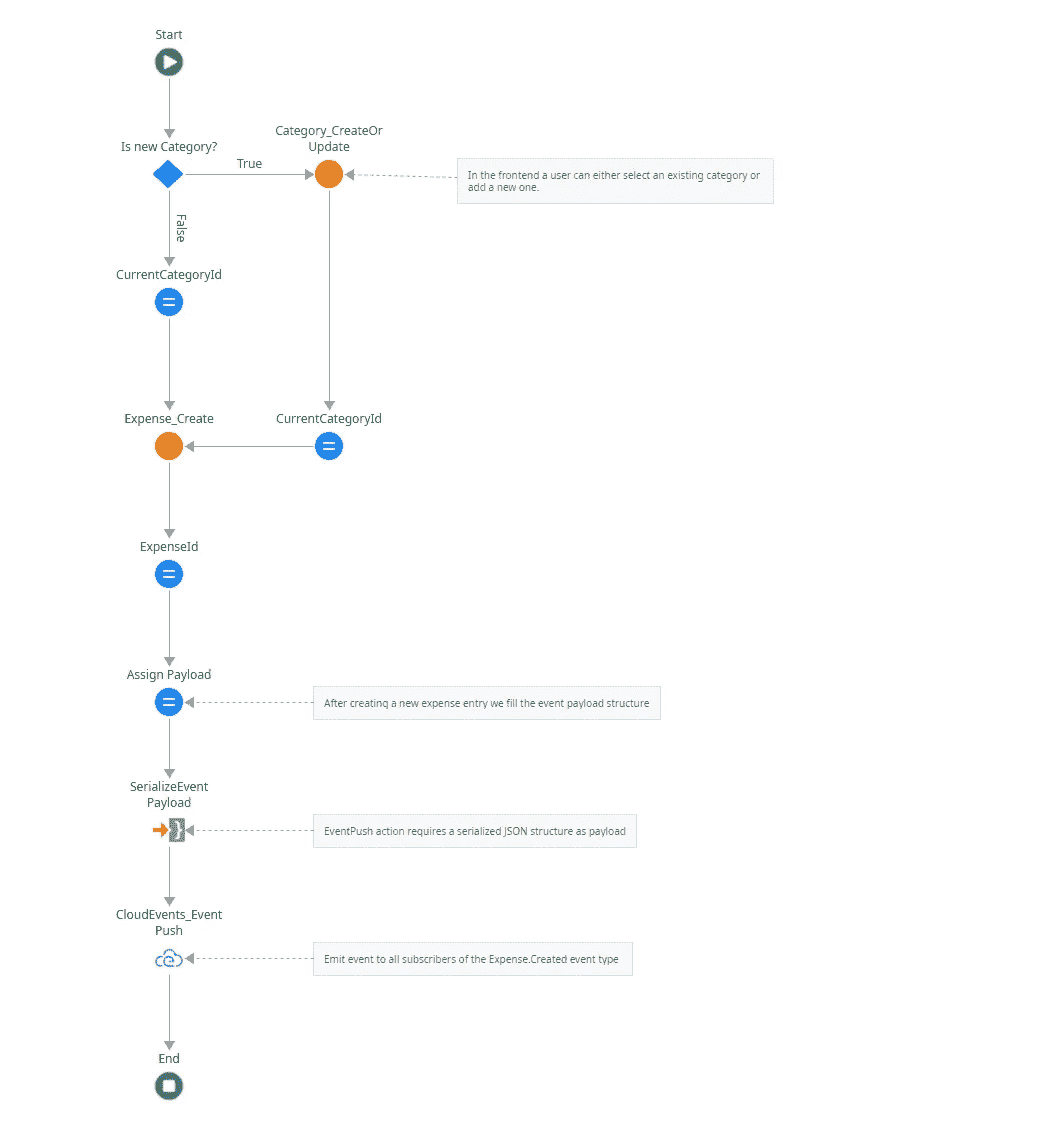 Start
Is new Category?
True
Category_CreateOr
Update
In the frontend a user can either select an existing category or
add a new one.
False
CurrentCategoryId
Expense_Create
CurrentCategoryId
ExpenseId
Assign Payload
After creating a new expense entry we fill the event payload structure
SerializeEvent
Payload
EventPush action requires a serialized JSON structure as payload
CloudEvents_Event
Push
Emit event to all subscribers of the Expense.Created event type
End